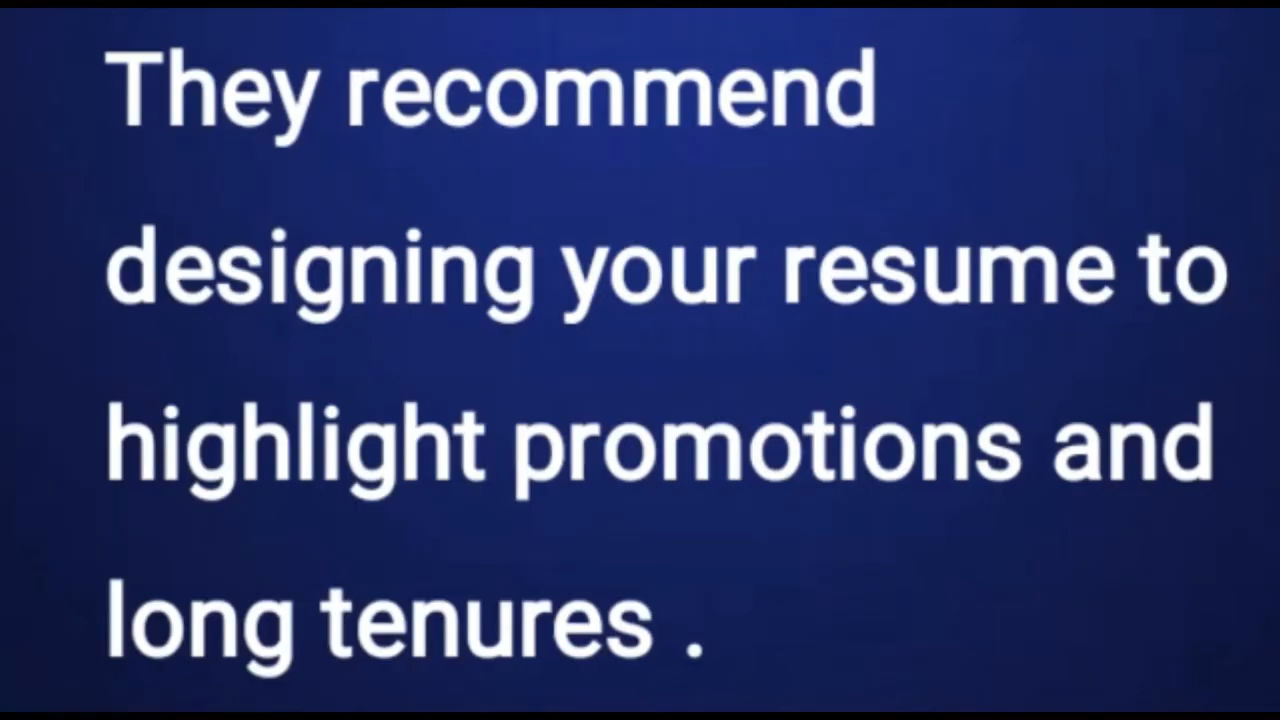 They recommend
designing your resume to
highlight promotions and
long tenures .